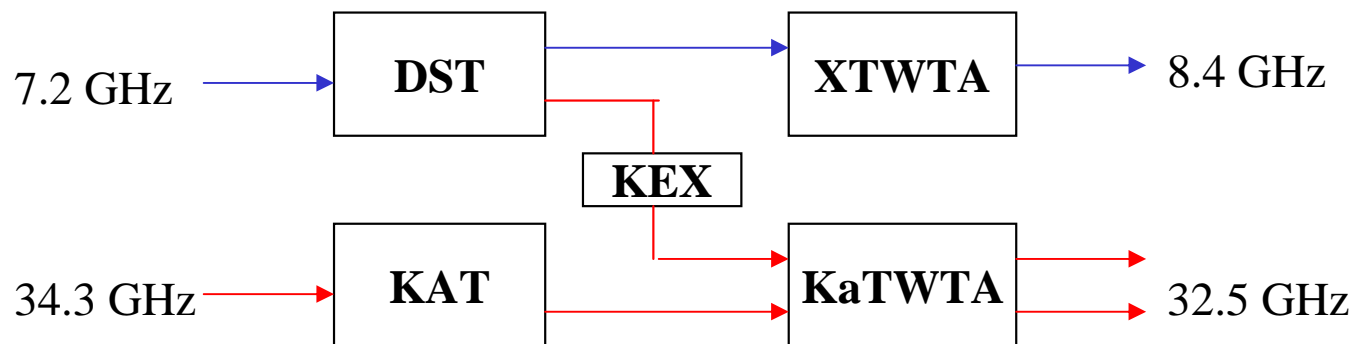 7.2 GHz
DST
XTWTA
8.4 GHz
KEX
34.3 GHz
KAT
KaTWTA
32.5 GHz